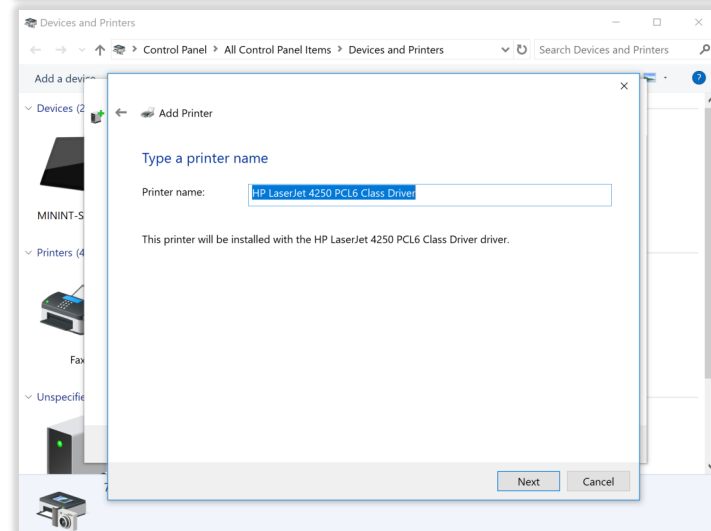 Devices and Printers
Control Panel > All Control Panel Items > Devices and Printers
Search Devices and Printers
Add a device
?
Devices (2
Add Printer
Type a printer name
Printer name:
HP LaserJet 4250 PCL6 Class Driver
MININT-S
This printer will be installed with the HP LaserJet 4250 PCL6 Class Driver driver.
Printers (4
Fax
Unspecifie
Next
Cancel
7